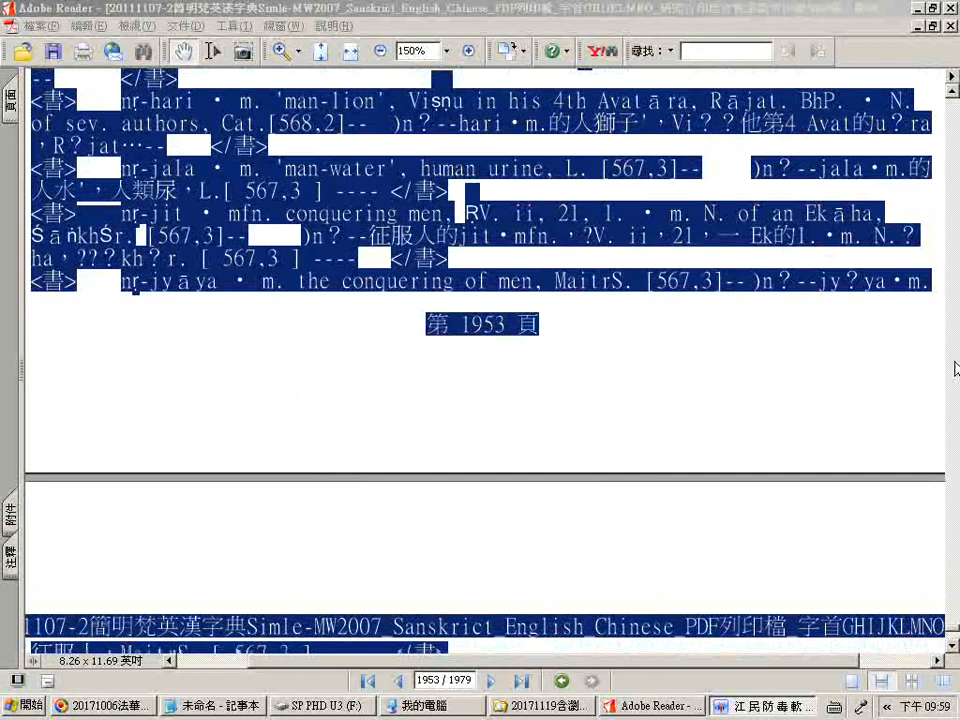 Adobe Reader - [20111107-2簡明梵英漢字典Simle-MW2007_Sanskrict_English_Chinese_PDF列印檔_字首GHIJKLMNO_
檔案(F) 編輯(E) 檢視(V) 文件(D) 工具(T) 視窗(W) 說明(H)
150% 尋找：
頁面
-- </書>
<書> nṛ-hari • m. 'man-lion', Viṣṇu in his 4th Avatāra, Rājat. BhP. • N.
of sev. authors, Cat.[568,2]-- )n？--hari•m.的人獅子'，Vi？？他第4 Avat的u？ra
，R？jat…-- </書>
<書> nṛ-jala • m. 'man-water', human urine, L. [567,3]-- )n？--jala•m.的
人水'，人類尿，L.[ 567,3 ] ---- </書>
<書> nṛ-jit • mfn. conquering men, ṚV. ii, 21, 1. • m. N. of an Ekāha,
ŚāṅkhŚr. [567,3]-- )n？--征服人的jit•mfn.，?V. ii，21，一 Ek的1.•m. N.？
ha，???kh？r. [ 567,3 ] ---- </書>
<書> nṛ-jyāya • m. the conquering of men, MaitrS. [567,3]-- )n？--jy？ya•m.
第 1953 頁
附件
注釋
1107-2簡明梵英漢字典Simle-MW2007_Sanskrict_English_Chinese_PDF列印檔_字首GHIJKLMNO
征服人，MaitrS. [ 567,3 ] ---- </書>
8.26 x 11.69 英吋
1953 / 1979
開始 20171006法華... 未命名 - 記事本 SP PHD U3 (F:) 我的電腦 20171119含瀏... Adobe Reader - ... 江民防毒軟... 下午 09:59